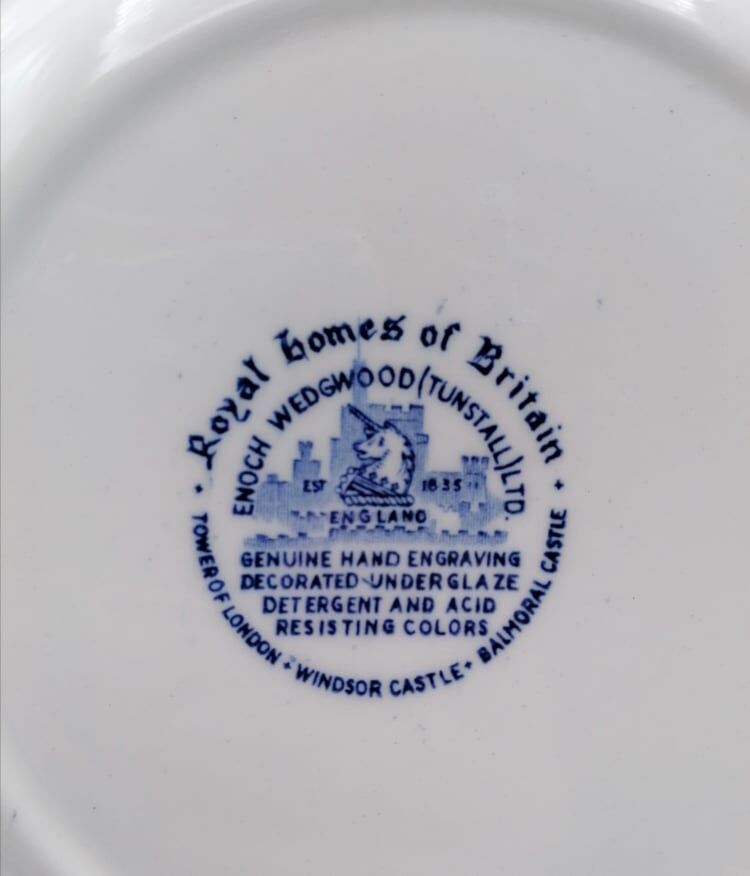 Royal homes of Britain
ENOCH WEDGWOOD (TUNSTALL) LTD.
EST 1835
ENGLAND
GENUINE HAND ENGRAVING
DECORATED UNDERGLAZE
DETERGENT AND ACID
RESISTING COLORS
TOWER OF LONDON + WINDSOR CASTLE + BALMORAL CASTLE